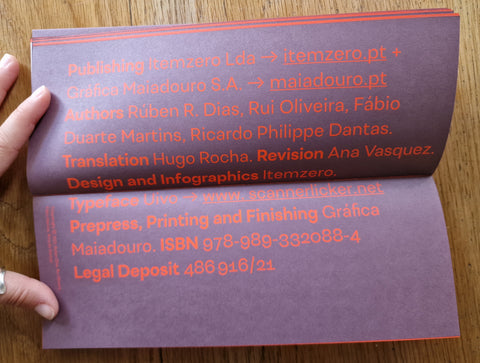 Publishing Itemzero Lda → itemzero.pt +
Gráfica Maiadouro S.A. → maiadouro.pt
Authors Rúben R. Dias, Rui Oliveira, Fábio
Duarte Martins, Ricardo Philippe Dantas.
Translation Hugo Rocha. Revision Ana Vasquez.
Design and Infographics Itemzero.
Typeface Uivo → www.scannerlicker.net
Prepress, Printing and Finishing Gráfica
Maiadouro. ISBN 978-989-332088-4
Legal Deposit 486 916/21